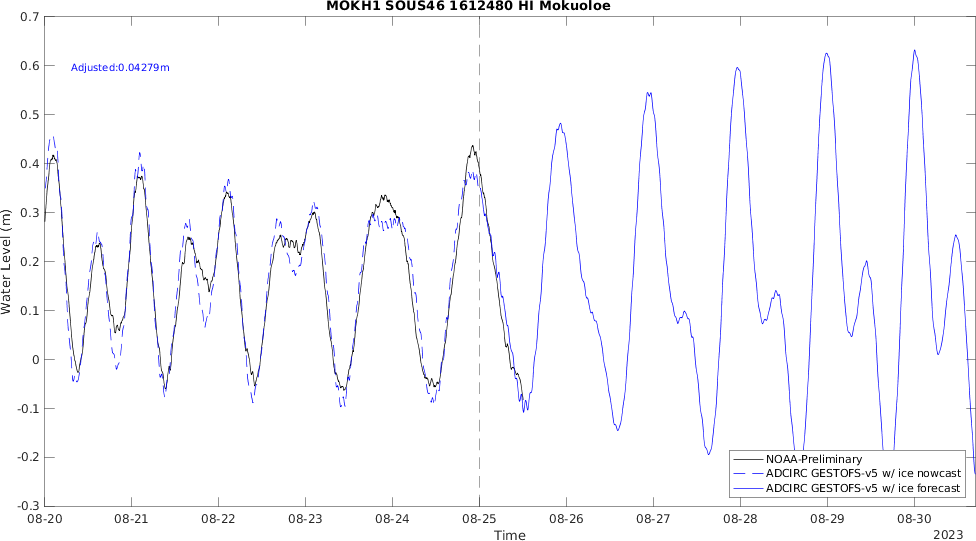 MOKH1 SOUS46 1612480 HI Mokuoloe
0.7
0.6
0.5
0.4
0.3
0.2
0.1
0
-0.1
-0.2
-0.3
Water Level (m)
Adjusted:0.04279m
NOAA-Preliminary
ADCIRC GESTOFS-v5 w/ ice nowcast
ADCIRC GESTOFS-v5 w/ ice forecast
08-20 08-21 08-22 08-23 08-24 08-25 08-26 08-27 08-28 08-29 08-30
Time
2023